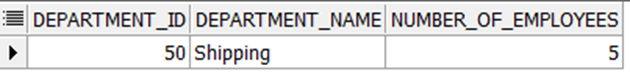 DEPARTMENT_ID DEPARTMENT_NAME NUMBER_OF_EMPLOYEES
50 Shipping 5